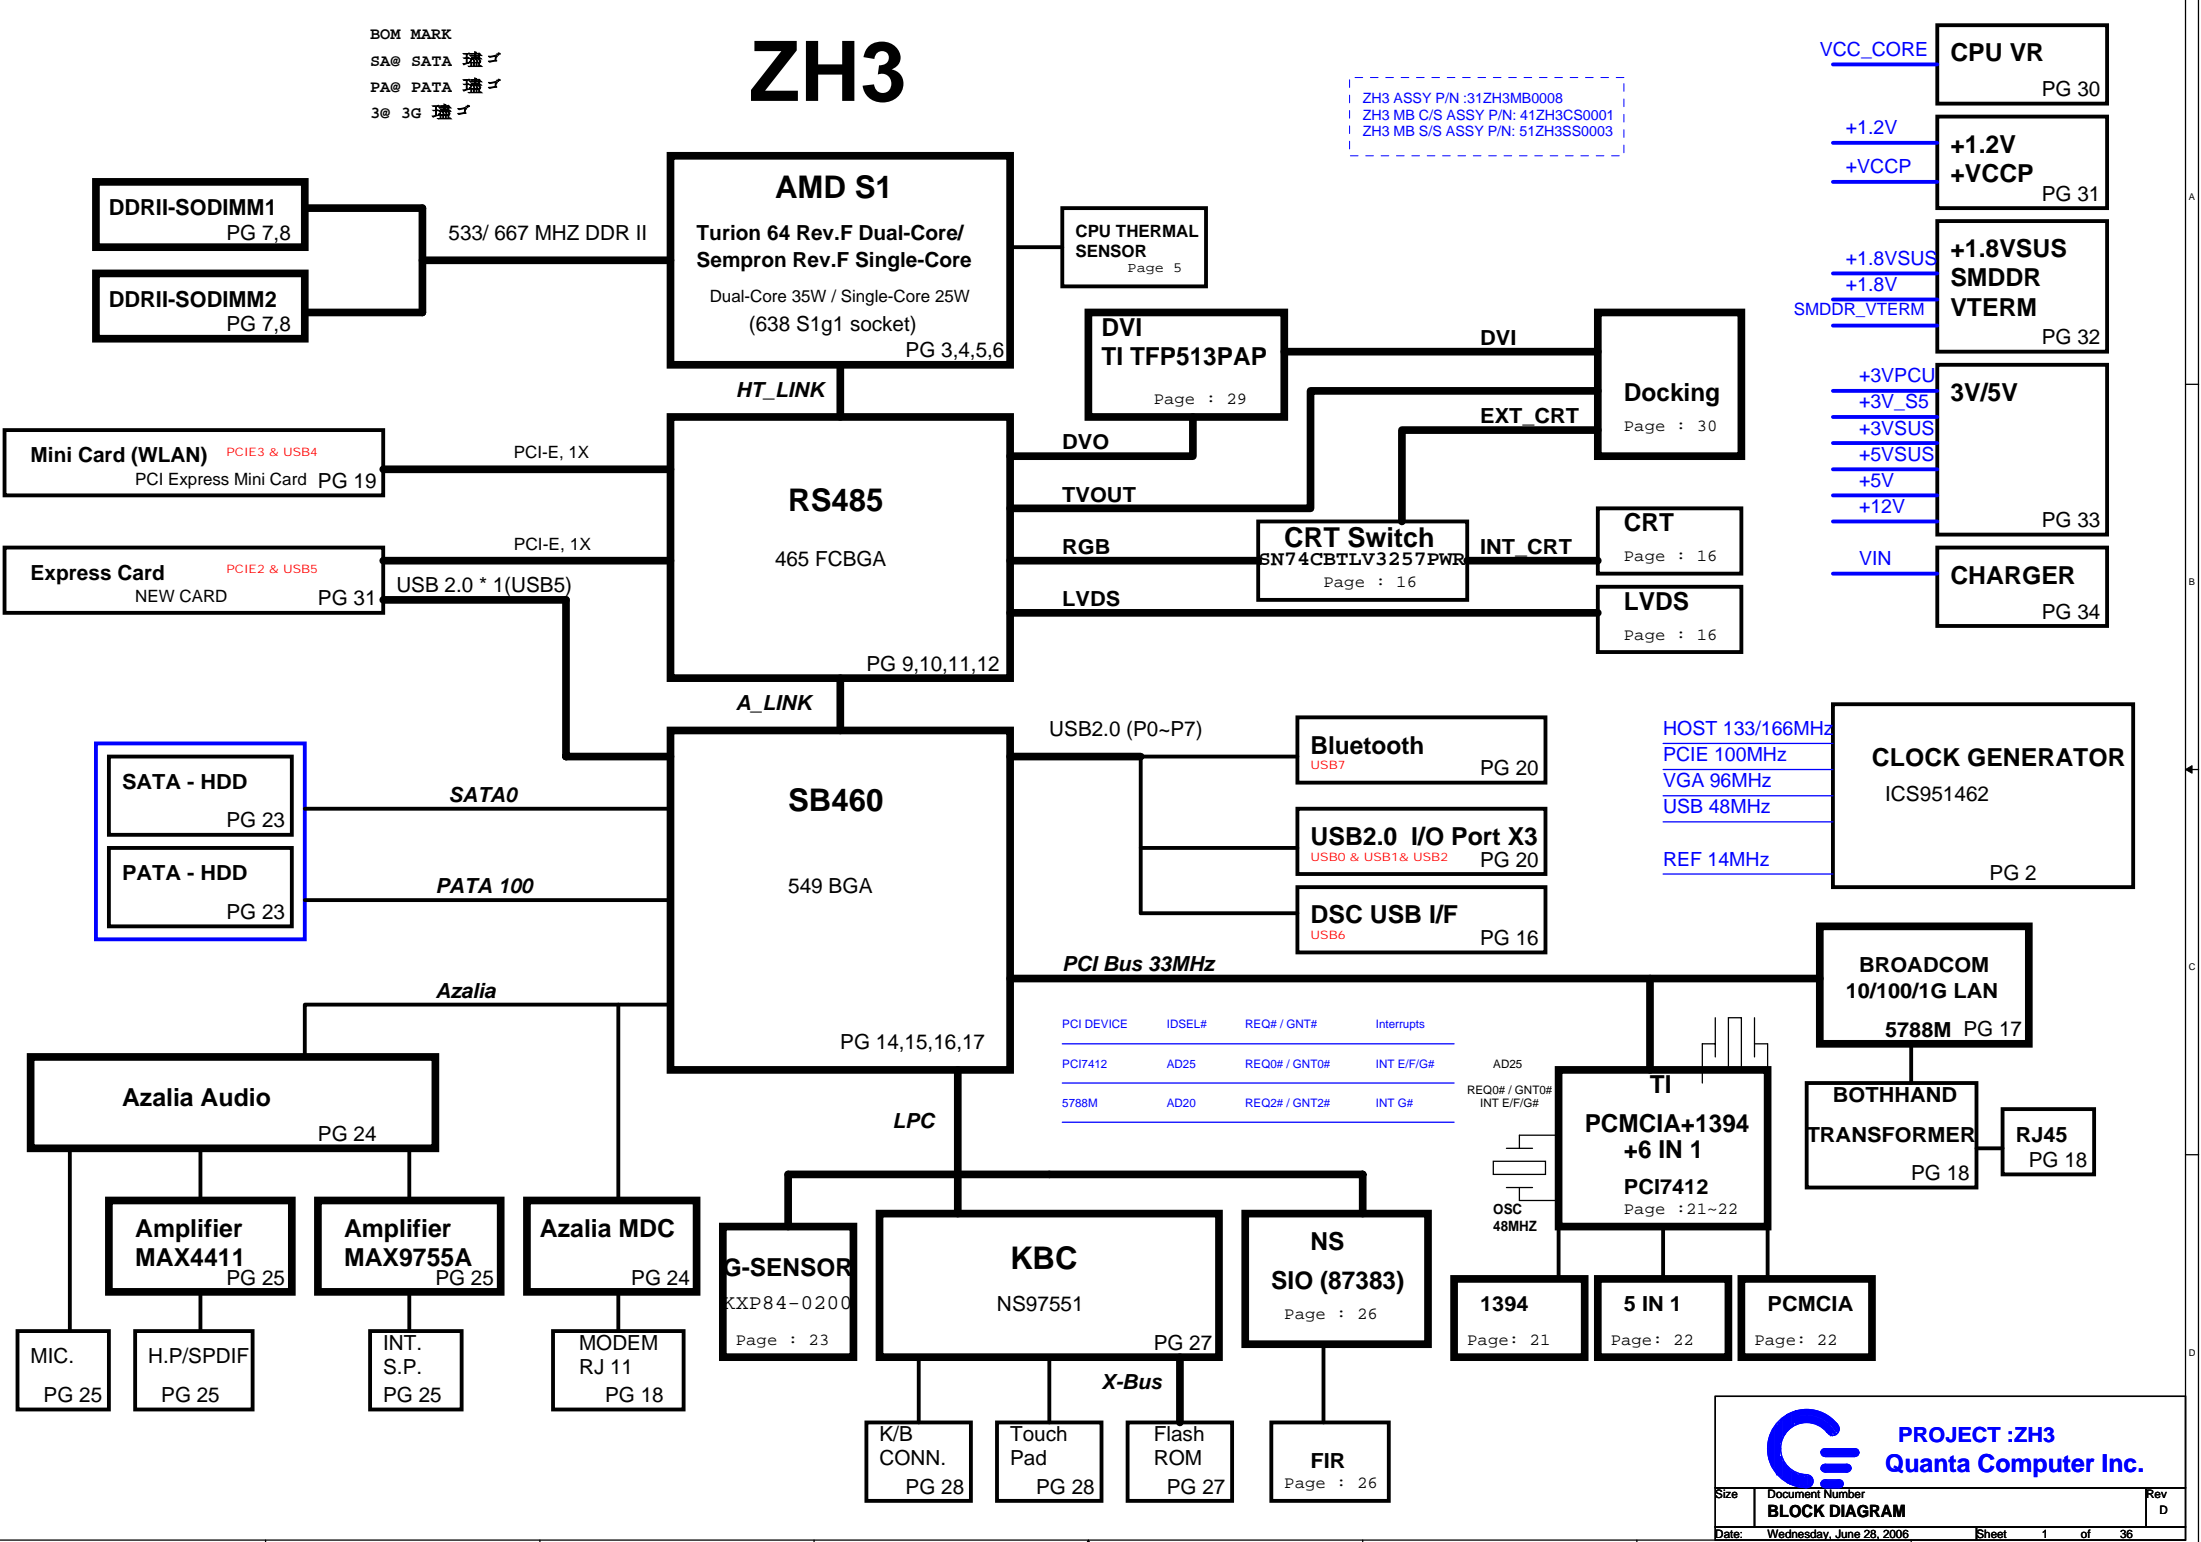 BOM MARK
SA@ SATA
PA@ PATA
3@ 3G
ZH3
ZH3 ASSY P/N :31ZH3MB0008
ZH3 MB C/S ASSY P/N: 41ZH3CS0001
ZH3 MB S/S ASSY P/N: 51ZH3SS0003
VCC_CORE
CPU VR
PG 30
+1.2V
+VCCP
+1.2V
+VCCP
PG 31
+1.8VSUS
+1.8V
SMDDR_VTERM
+1.8VSUS
SMDDR
VTERM
PG 32
+3VPCU
+3V_S5
+3VSUS
+5VSUS
+5V
+12V
3V/5V
PG 33
VIN
CHARGER
PG 34
DDRII-SODIMM1
PG 7,8
DDRII-SODIMM2
PG 7,8
533/ 667 MHZ DDR II
AMD S1
Turion 64 Rev.F Dual-Core/
Sempron Rev.F Single-Core
Dual-Core 35W / Single-Core 25W
(638 S1g1 socket)
PG 3,4,5,6
CPU THERMAL
SENSOR
Page 5
HT_LINK
DVI
TI TFP513PAP
Page : 29
DVI
EXT_CRT
Docking
Page : 30
Mini Card (WLAN)
PCIE3 & USB4
PCI Express Mini Card
PG 19
PCI-E, 1X
Express Card
PCIE2 & USB5
NEW CARD
PG 31
PCI-E, 1X
USB 2.0 * 1(USB5)
RS485
465 FCBGA
PG 9,10,11,12
DVO
TVOUT
RGB
LVDS
CRT Switch
SN74CBTLV3257PWR
Page : 16
INT_CRT
CRT
Page : 16
LVDS
Page : 16
A_LINK
SATA - HDD
PG 23
PATA - HDD
PG 23
SATA0
PATA 100
SB460
549 BGA
PG 14,15,16,17
USB2.0 (P0~P7)
Bluetooth
USB7
PG 20
USB2.0 I/O Port X3
USB0 & USB1& USB2
PG 20
DSC USB I/F
USB6
PG 16
HOST 133/166MHz
PCIE 100MHz
VGA 96MHz
USB 48MHz
REF 14MHz
CLOCK GENERATOR
ICS951462
PG 2
PCI Bus 33MHz
BROADCOM
10/100/1G LAN
5788M PG 17
BOTHHAND
TRANSFORMER
PG 18
RJ45
PG 18
PCI DEVICE IDSEL# REQ# / GNT# Interrupts
PCI7412 AD25 REQ0# / GNT0# INT E/F/G#
5788M AD20 REQ2# / GNT2# INT G#
AD25
REQ0# / GNT0#
INT E/F/G#
OSC
48MHZ
TI
PCMCIA+1394
+6 IN 1
PCI7412
Page :21~22
1394
Page: 21
5 IN 1
Page: 22
PCMCIA
Page: 22
Azalia
Azalia Audio
PG 24
Amplifier
MAX4411
PG 25
Amplifier
MAX9755A
PG 25
Azalia MDC
PG 24
MIC.
PG 25
H.P/SPDIF
PG 25
INT.
S.P.
PG 25
MODEM
RJ 11
PG 18
LPC
G-SENSOR
KXP84-0200
Page : 23
KBC
NS97551
PG 27
NS
SIO (87383)
Page : 26
X-Bus
K/B
CONN.
PG 28
Touch
Pad
PG 28
Flash
ROM
PG 27
FIR
Page : 26
PROJECT :ZH3
Quanta Computer Inc.
Size
Document Number
BLOCK DIAGRAM
Rev
D
Date: Wednesday, June 28, 2006 Sheet 1 of 36
A
B
C
D